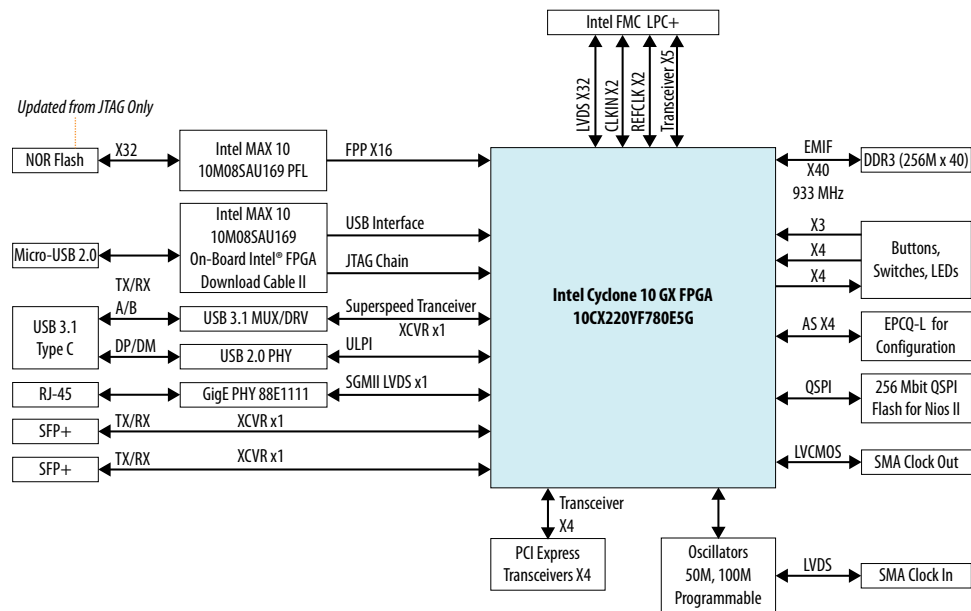 Intel FMC LPC+
LVDS X32
CLKIN X2
REFCLK X2
Transceiver X5
Updated from JTAG Only
NOR Flash
X32
Intel MAX 10
10M08SAU169 PFL
FPP X16
Micro-USB 2.0
Intel MAX 10
10M08SAU169
On-Board Intel® FPGA
Download Cable II
USB Interface
JTAG Chain
USB 3.1
Type C
TX/RX
A/B
USB 3.1 MUX/DRV
Superspeed Tranceiver
XCVR x1
DP/DM
USB 2.0 PHY
ULPI
RJ-45
GigE PHY 88E1111
SGMII LVDS x1
SFP+
TX/RX
XCVR x1
SFP+
TX/RX
XCVR x1
Intel Cyclone 10 GX FPGA
10CX220YF780E5G
EMIF
X40
933 MHz
DDR3 (256M x 40)
X3
X4
X4
Buttons,
Switches, LEDs
AS X4
EPCQ-L for
Configuration
QSPI
256 Mbit QSPI
Flash for Nios II
LVCMOS
SMA Clock Out
Transceiver
X4
PCI Express
Transceivers X4
Oscillators
50M, 100M
Programmable
LVDS
SMA Clock In